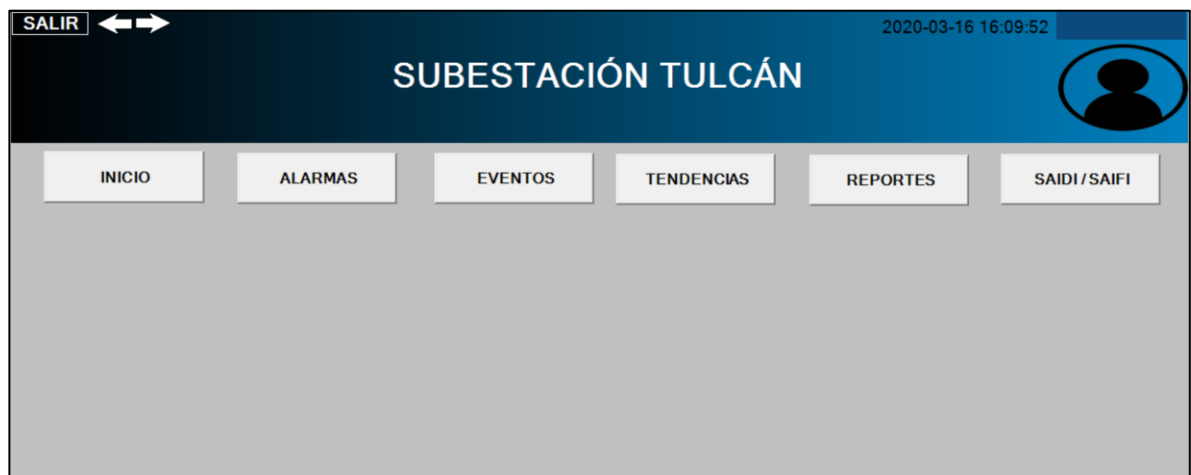 SALIR
2020-03-16 16:09:52
SUBESTACIÓN TULCÁN
INICIO
ALARMAS
EVENTOS
TENDENCIAS
REPORTES
SAIDI / SAIFI